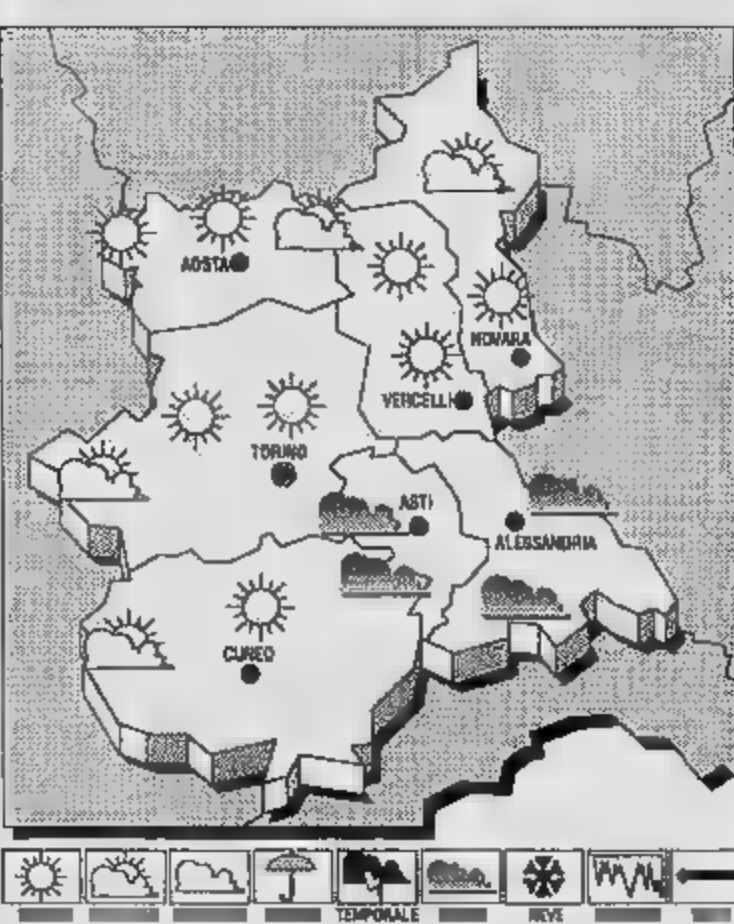 AOSTA
NOVARA
VERCELLI
TORINO
ASTI
ALESSANDRIA
CUNEO
TEMPORALE
NEVE